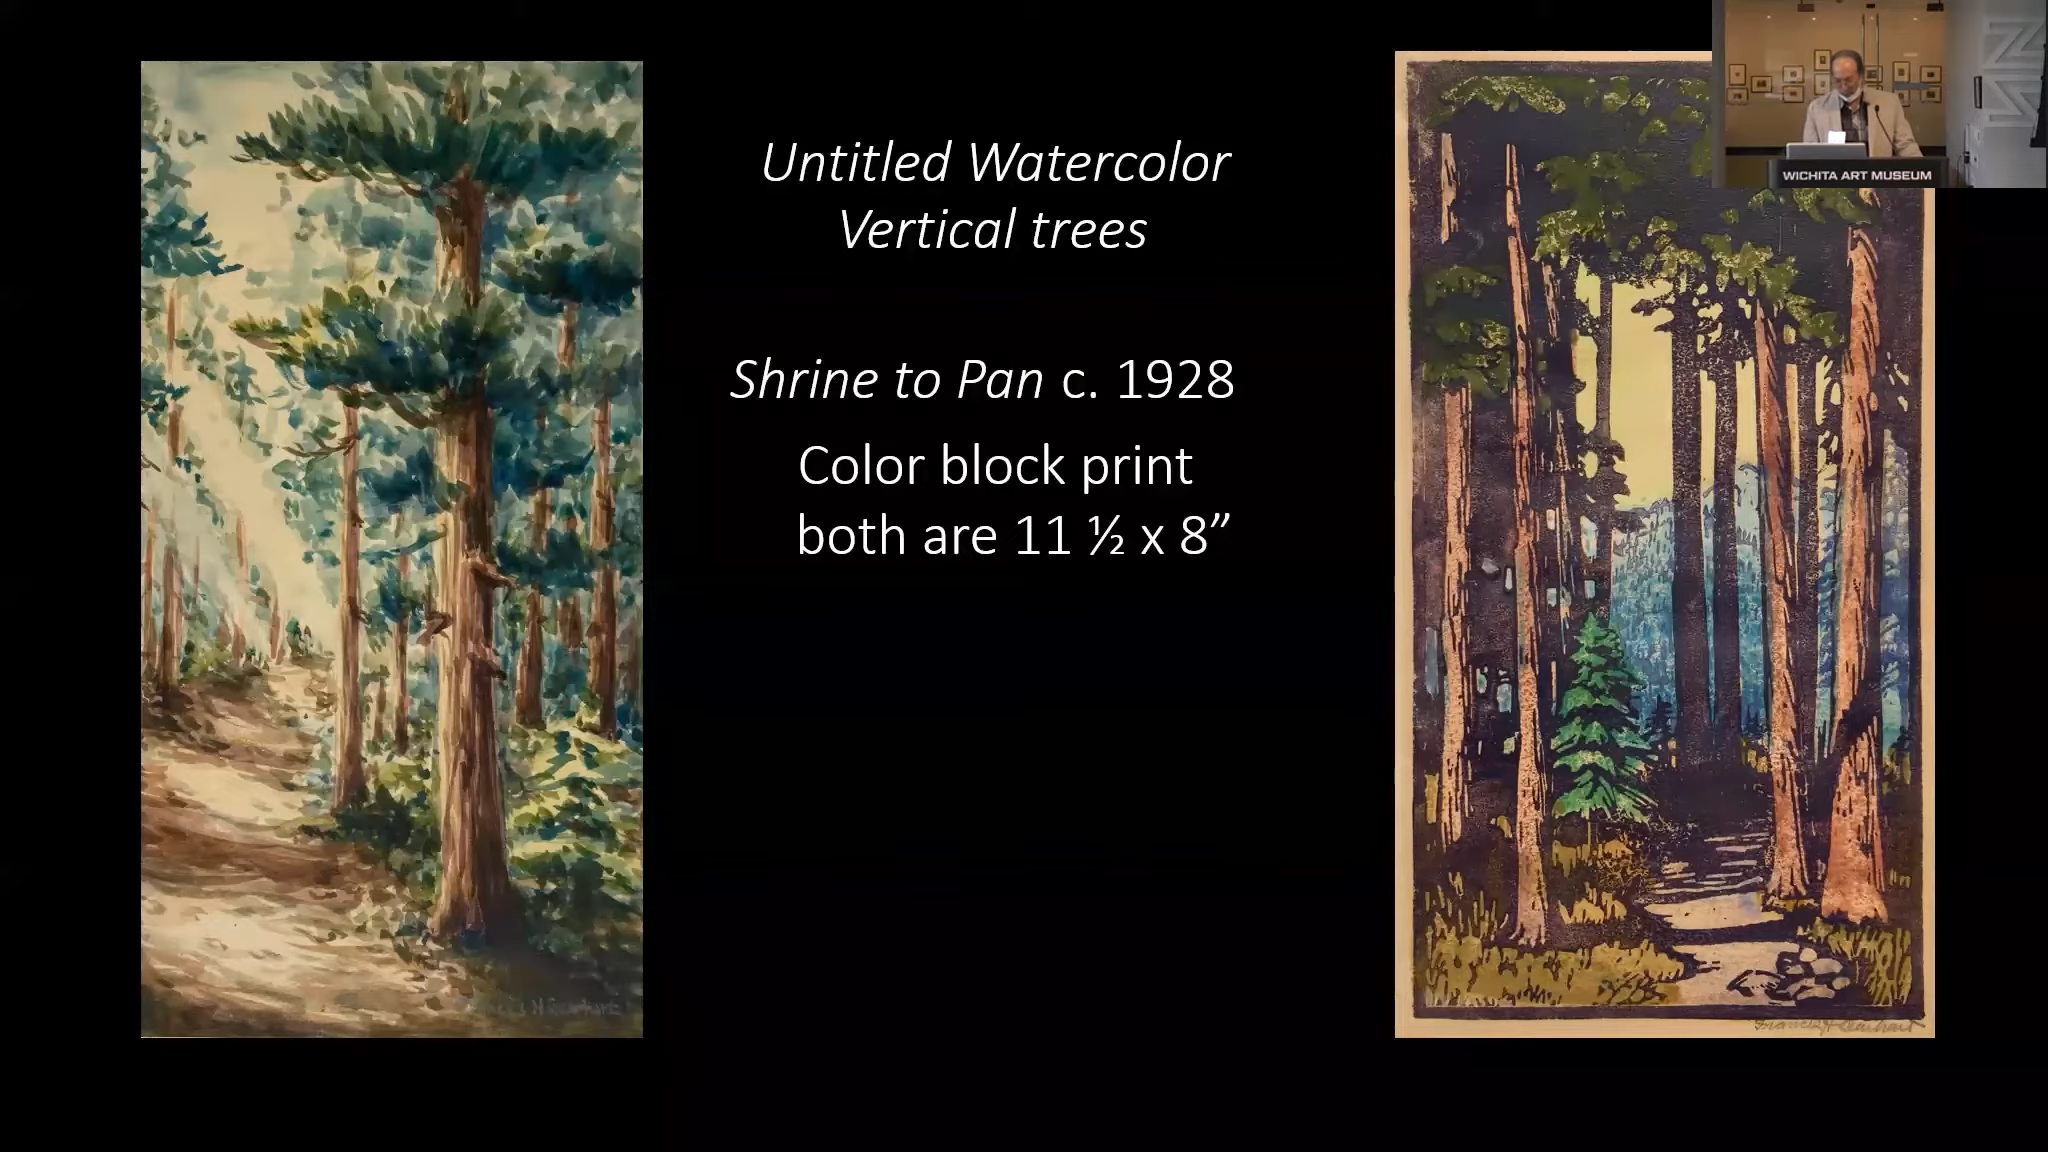 Untitled Watercolor
Vertical trees
Shrine to Pan c. 1928
Color block print
both are 11 ½ x 8”
WICHITA ART MUSEUM